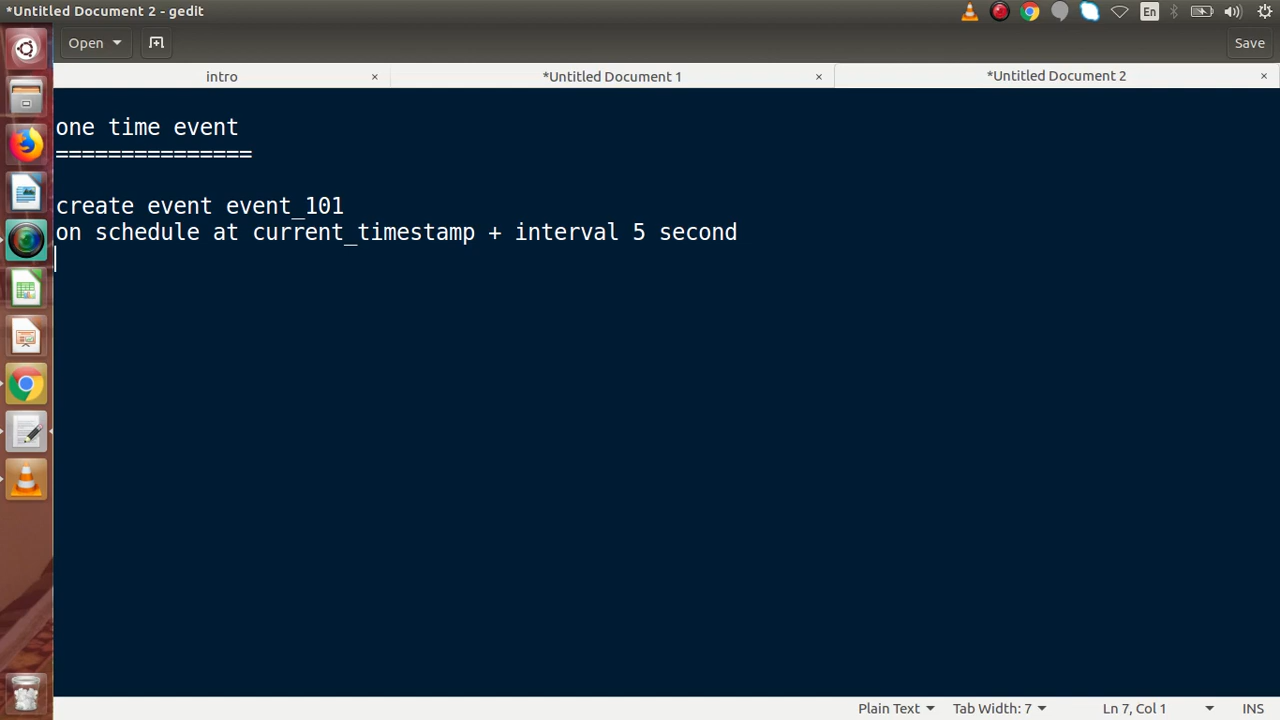 *Untitled Document 2 - gedit
En
Open
Save
intro
*Untitled Document 1
*Untitled Document 2
one time event
===============
create event event_101
on schedule at current_timestamp + interval 5 second
Plain Text
Tab Width: 7
Ln 7, Col 1
INS